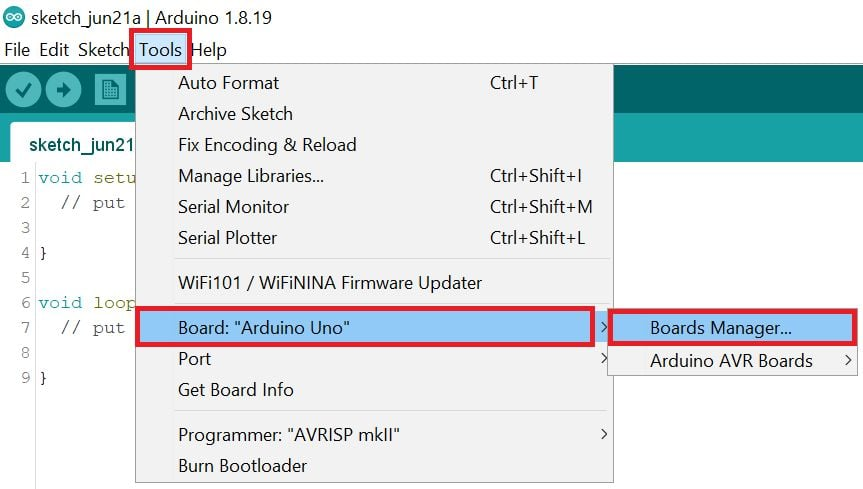 sketch_jun21a | Arduino 1.8.19
File Edit Sketch Tools Help
sketch_jun21
Auto Format Ctrl+T
Archive Sketch
Fix Encoding & Reload
Manage Libraries... Ctrl+Shift+I
Serial Monitor Ctrl+Shift+M
Serial Plotter Ctrl+Shift+L
WiFi101 / WiFiNINA Firmware Updater
Board: "Arduino Uno"
Port
Get Board Info
Programmer: "AVRISP mkII"
Burn Bootloader
Boards Manager...
Arduino AVR Boards
1 void setu
2 // put
3
4 }
5
6 void loop
7 // put
8
9 }